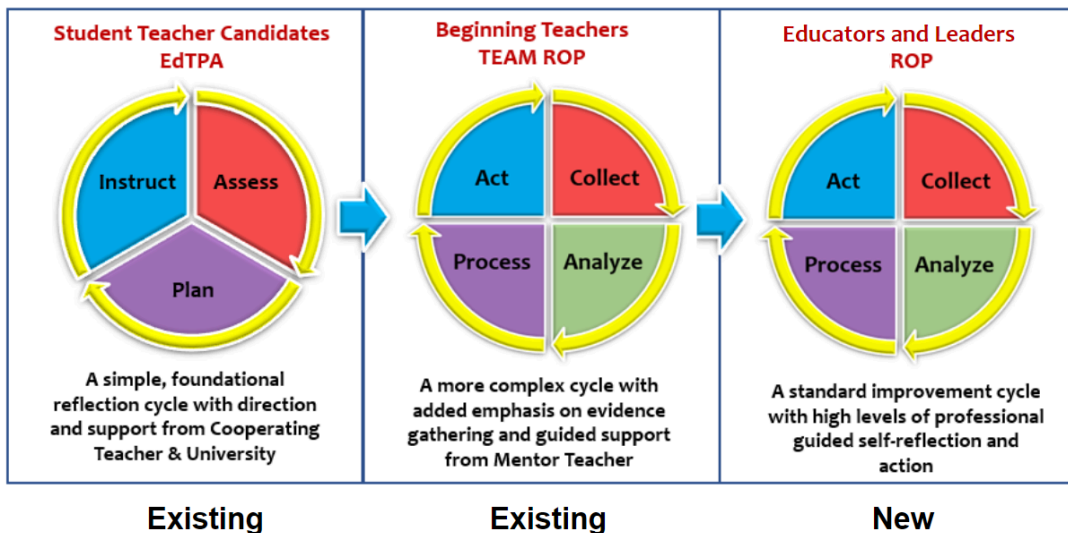 Student Teacher Candidates
EdTPA
Instruct
Assess
Plan
A simple, foundational
reflection cycle with direction
and support from Cooperating
Teacher & University
Existing
Beginning Teachers
TEAM ROP
Act
Collect
Process
Analyze
A more complex cycle with
added emphasis on evidence
gathering and guided support
from Mentor Teacher
Existing
Educators and Leaders
ROP
Act
Collect
Process
Analyze
A standard improvement cycle
with high levels of professional
guided self-reflection and
action
New